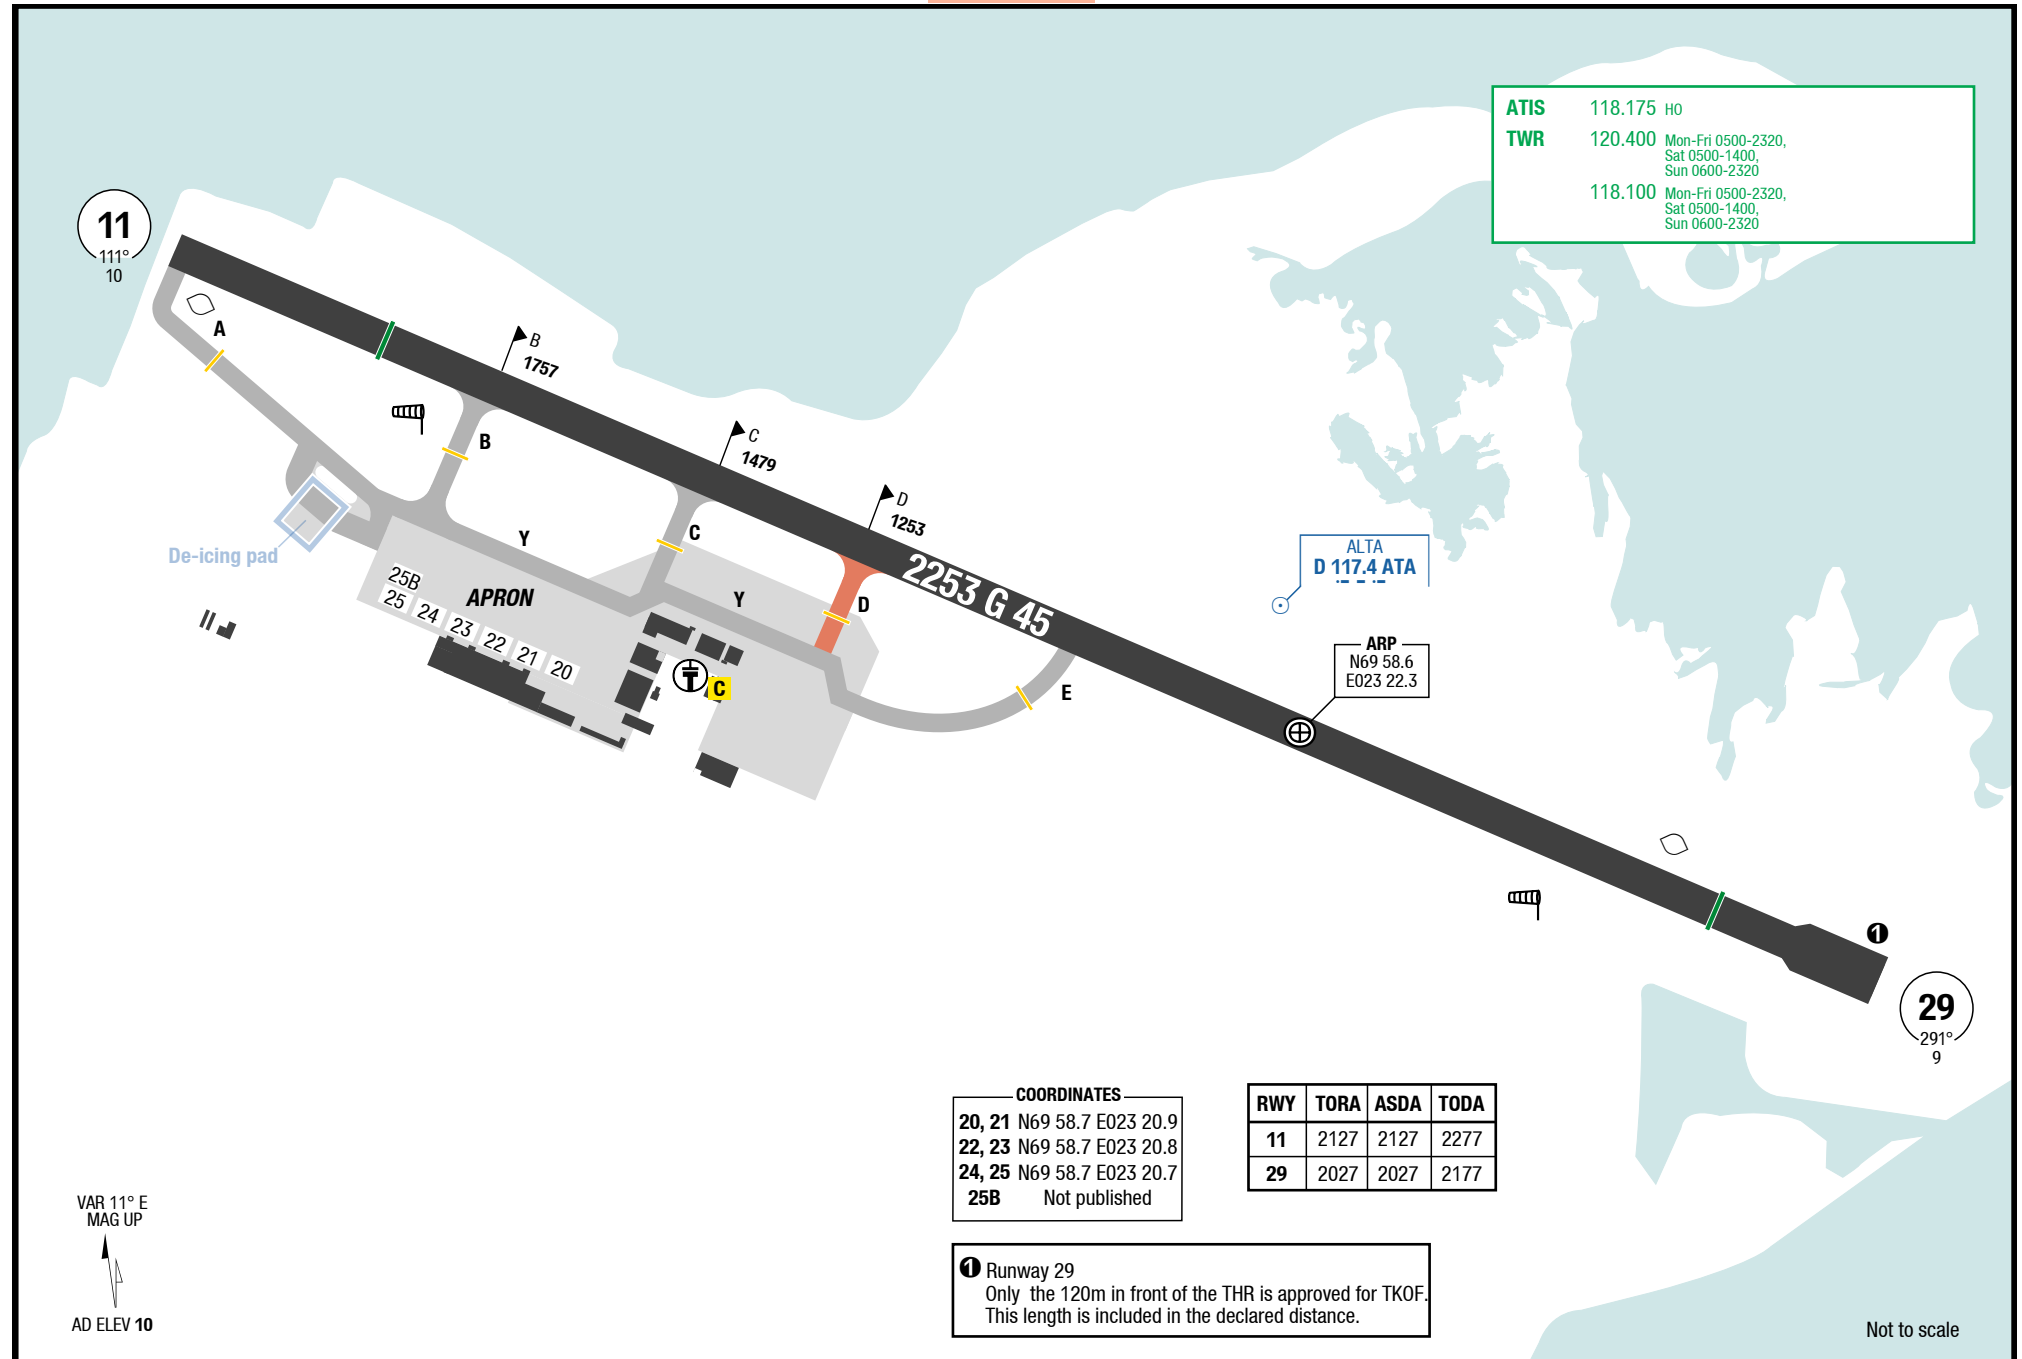 ATIS 118.175 HO
TWR 120.400 Mon-Fri 0500-2320,
Sat 0500-1400,
Sun 0600-2320
118.100 Mon-Fri 0500-2320,
Sat 0500-1400,
Sun 0600-2320
11
111°
10
A
B
1757
B
C
1479
C
D
1253
D
2253 G 45
Y
Y
E
De-icing pad
APRON
25B
25
24
23
22
21
20
C
ALTA
D 117.4 ATA
ARP
N69 58.6
E023 22.3
1
29
291°
9
COORDINATES
20, 21 N69 58.7 E023 20.9
22, 23 N69 58.7 E023 20.8
24, 25 N69 58.7 E023 20.7
25B Not published
RWY TORA ASDA TODA
11 2127 2127 2277
29 2027 2027 2177
1 Runway 29
Only the 120m in front of the THR is approved for TKOF.
This length is included in the declared distance.
VAR 11° E
MAG UP
AD ELEV 10
Not to scale